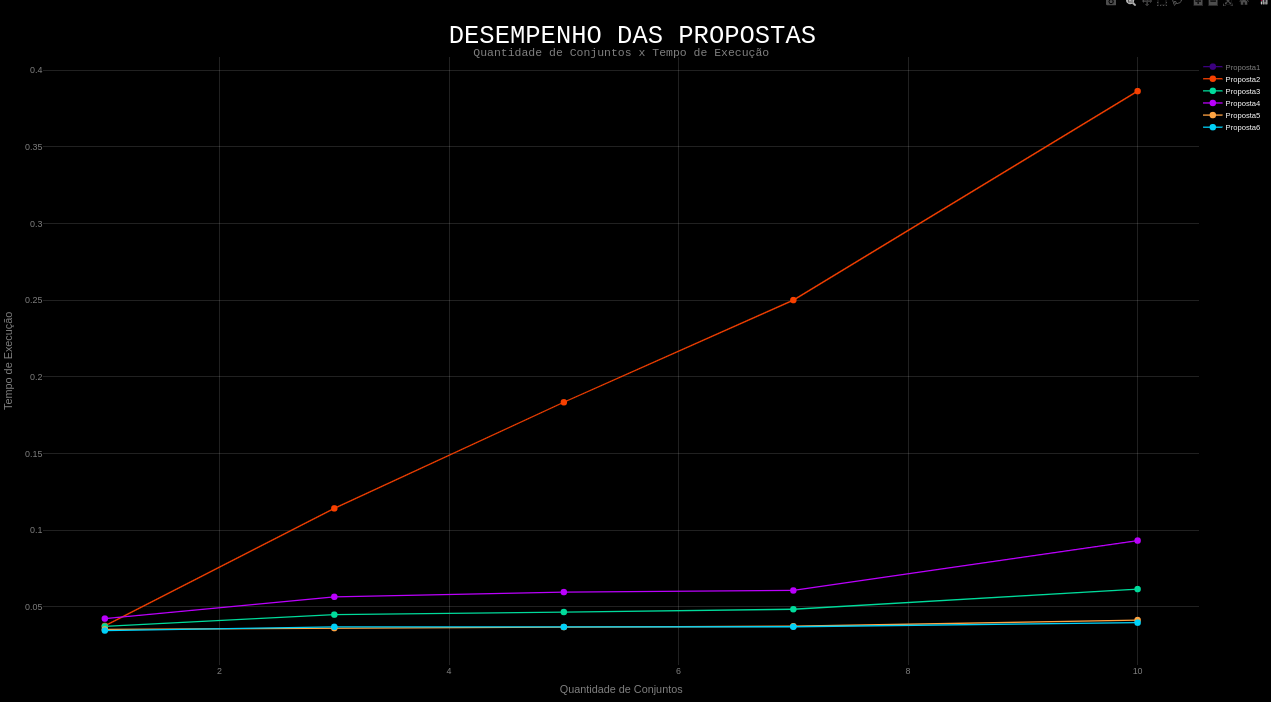 DESEMPENHO DAS PROPOSTAS
Quantidade de Conjuntos x Tempo de Execução
Proposta1
Proposta2
Proposta3
Proposta4
Proposta5
Proposta6
0.4
0.35
0.3
0.25
0.2
0.15
0.1
0.05
Tempo de Execução
2
4
6
8
10
Quantidade de Conjuntos